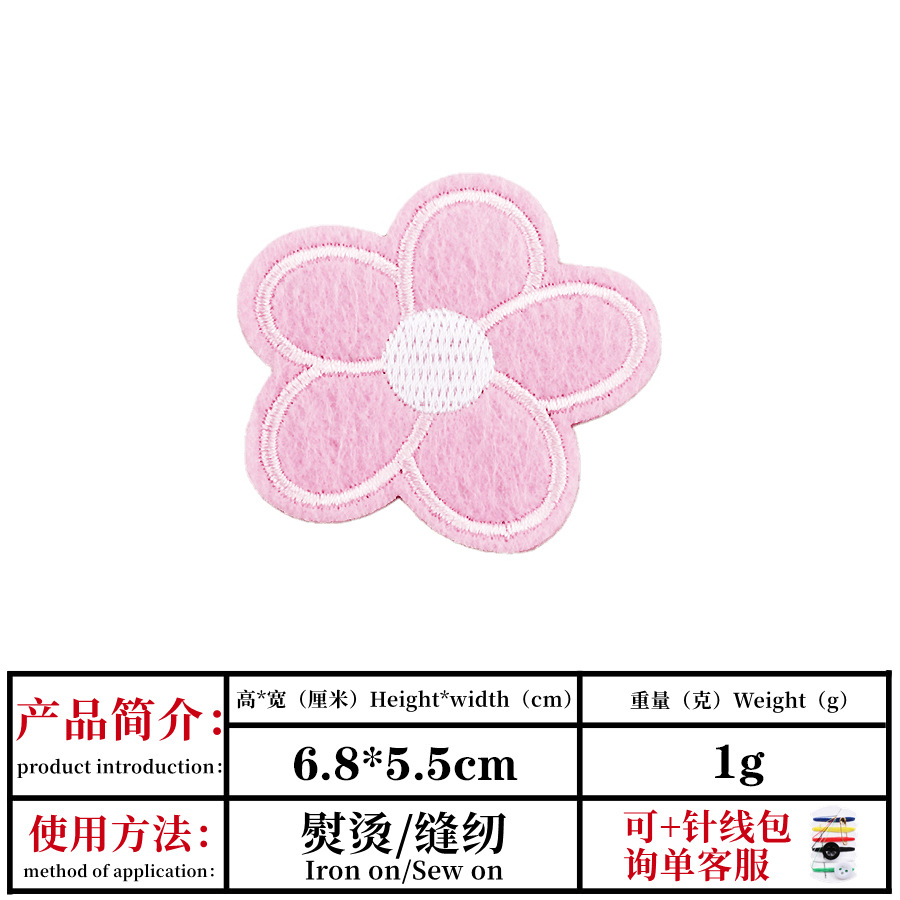 产品简介：
product introduction：
高*宽（厘米）Height*width（cm）
重量（克）Weight（g）
6.8*5.5cm
1g
使用方法：
method of application：
熨烫/缝纫
Iron on/Sew on
可+针线包
询单客服